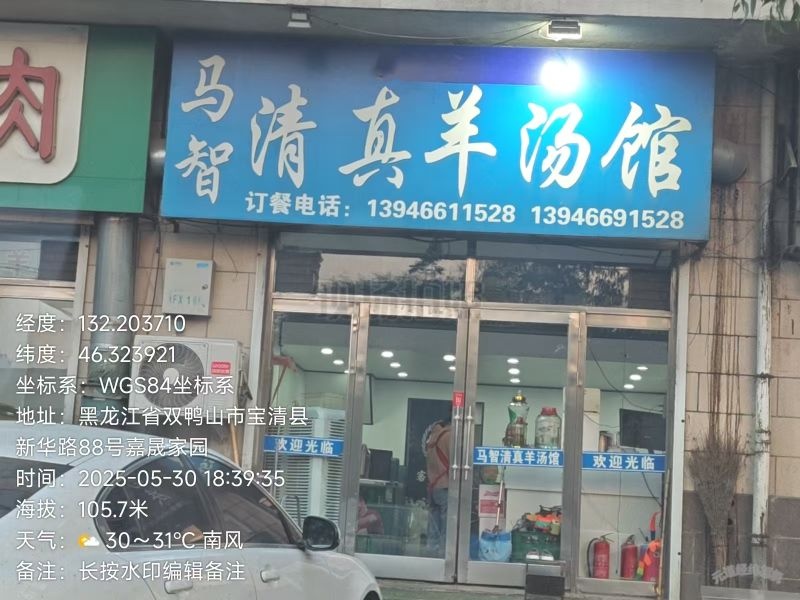 肉
马智清真羊汤馆
订餐电话：13946611528 13946691528
经度：132.203710
纬度：46.323921
坐标系：WGS84坐标系
地址：黑龙江省双鸭山市宝清县
新华路88号嘉晟家园
时间：2025-05-30 18:39:35
海拔：105.7米
天气：⛅ 30～31℃ 南风
备注：长按水印编辑备注
欢迎光临
马智清真羊汤馆
欢迎光临